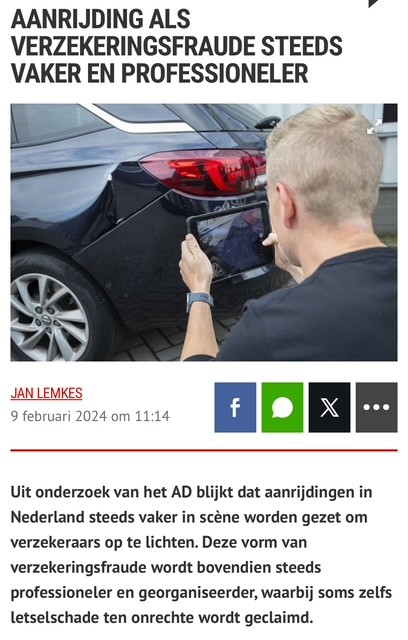 AANRIJDING ALS
VERZEKERINGSFRAUDE STEEDS
VAKER EN PROFESSIONELER
JAN LEMKES
9 februari 2024 om 11:14
Uit onderzoek van het AD blijkt dat aanrijdingen in
Nederland steeds vaker in scène worden gezet om
verzekeraars op te lichten. Deze vorm van
verzekeringsfraude wordt bovendien steeds
professioneler en georganiseerder, waarbij soms zelfs
letselschade ten onrechte wordt geclaimd.